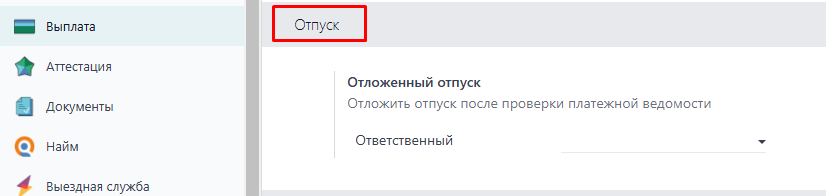 Выплата
Аттестация
Документы
Найм
Выездная служба
Отпуск
Отложенный отпуск
Отложить отпуск после проверки платежной ведомости
Ответственный